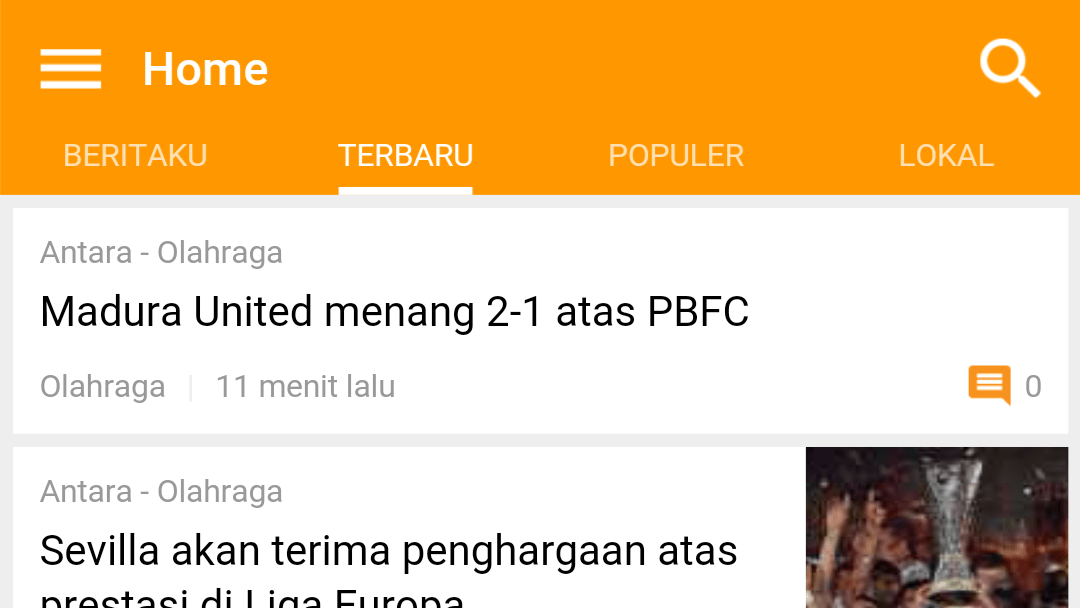 Home
BERITAKU TERBARU POPULER LOKAL
Antara - Olahraga
Madura United menang 2-1 atas PBFC
Olahraga | 11 menit lalu 0
Antara - Olahraga
Sevilla akan terima penghargaan atas
prestasi di Liga Europa